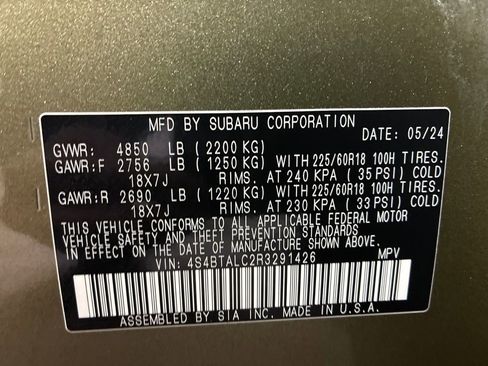 MFD BY SUBARU CORPORATION
DATE: 05/24
GVWR: 4850 LB (2200 KG)
GAWR:F 2756 LB (1250 KG) WITH 225/60R18 100H TIRES.
18X7J RIMS. AT 240 KPA (35 PSI) COLD
GAWR:R 2690 LB (1220 KG) WITH 225/60R18 100H TIRES.
18X7J RIMS. AT 230 KPA (33 PSI) COLD
THIS VEHICLE CONFORMS TO ALL APPLICABLE FEDERAL MOTOR
VEHICLE SAFETY, BUMPER, AND THEFT PREVENTION STANDARDS
IN EFFECT ON THE DATE OF MANUFACTURE SHOWN ABOVE.
VIN: 4S4BTALC2R3291426 MPV
ASSEMBLED BY SIA INC. MADE IN U.S.A.